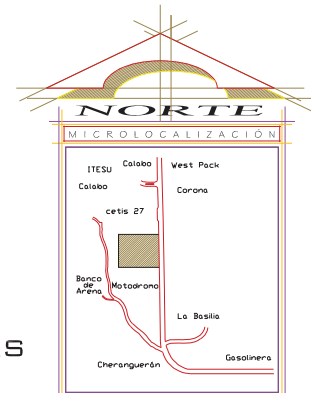 NORTE
MICROLOCALIZACIÓN
ITESU
Calabo
West Pack
Calabo
Corona
cetis 27
Banco
de
Arena
Motodromo
La Basilia
S
Cheranguerán
Gasolinera